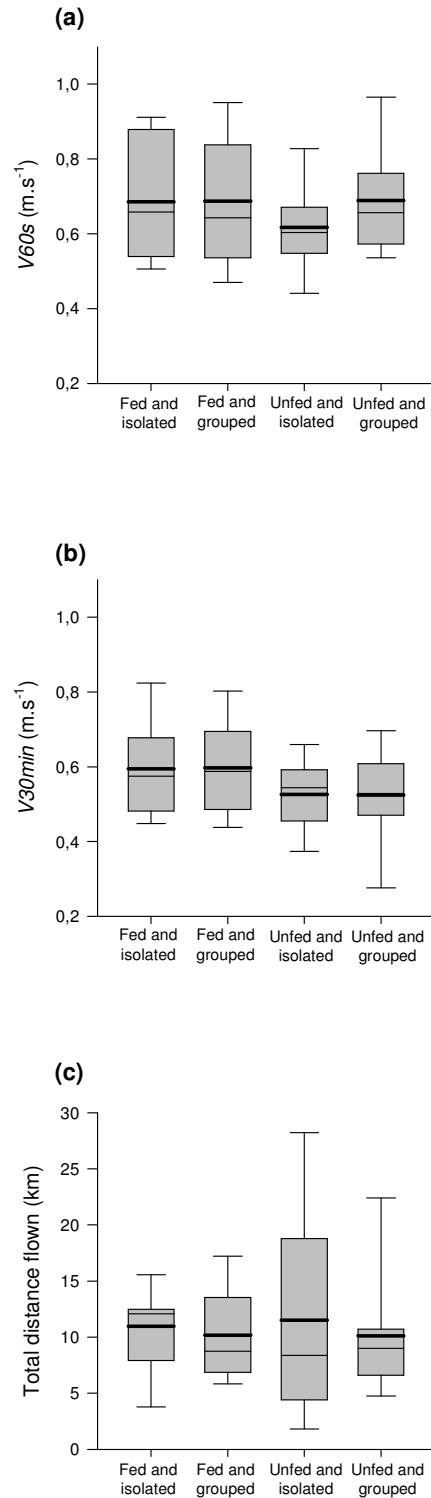 (a)
V60s (m.s⁻¹)
1,0
0,8
0,6
0,4
0,2
Fed and Fed and Unfed and Unfed and
isolated grouped isolated grouped
(b)
V30min (m.s⁻¹)
1,0
0,8
0,6
0,4
0,2
Fed and Fed and Unfed and Unfed and
isolated grouped isolated grouped
(c)
Total distance flown (km)
30
25
20
15
10
5
0
Fed and Fed and Unfed and Unfed and
isolated grouped isolated grouped